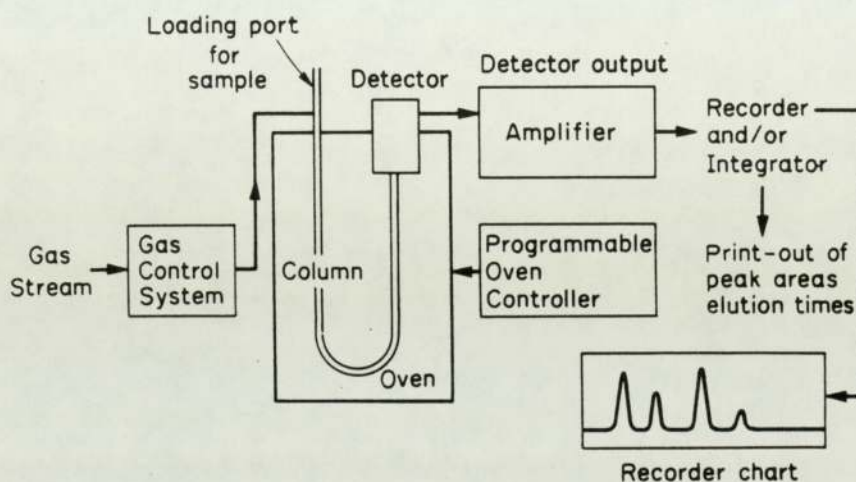 Loading port
for
sample
Detector
Detector output
Amplifier
Recorder
and/or
Integrator
Gas
Stream
Gas
Control
System
Column
Programmable
Oven
Controller
Print-out of
peak areas
elution times
Oven
Recorder chart